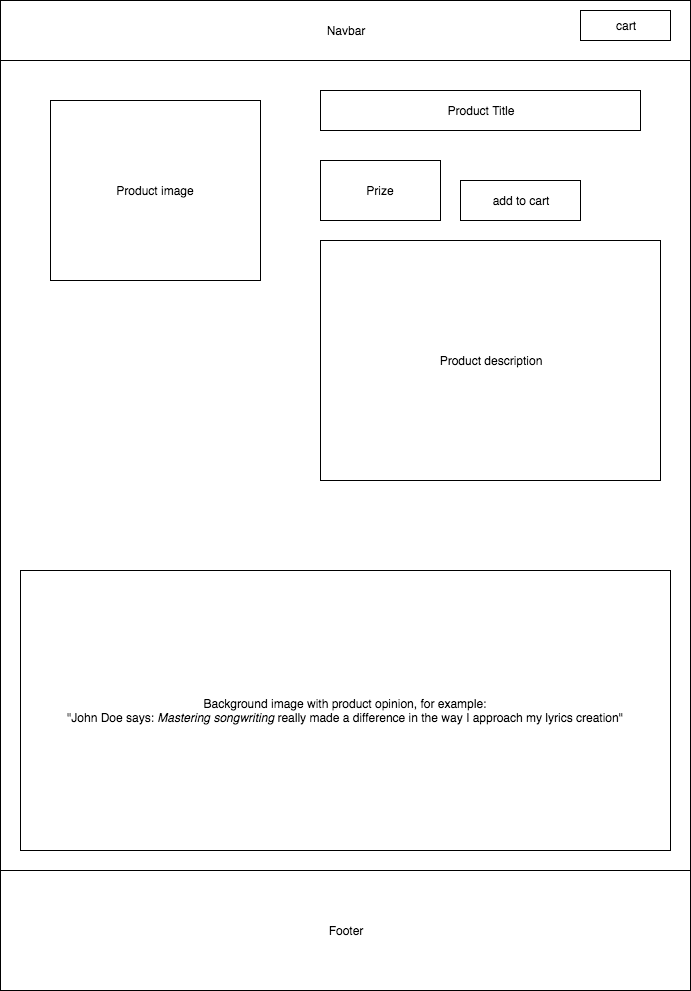 Navbar
cart
Product Title
Product image
Prize
add to cart
Product description
Background image with product opinion, for example:
"John Doe says: Mastering songwriting really made a difference in the way I approach my lyrics creation"
Footer